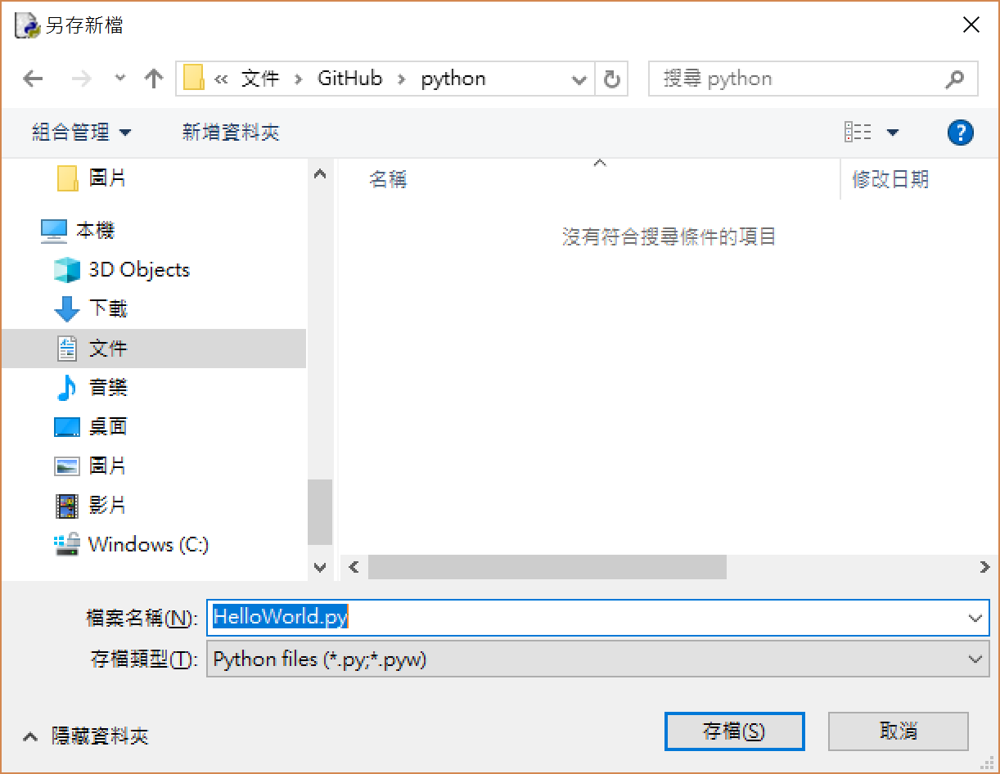 另存新檔
« 文件 > GitHub > python
搜尋 python
組合管理
新增資料夾
?
圖片
本機
3D Objects
下載
文件
音樂
桌面
圖片
影片
Windows (C:)
名稱
修改日期
沒有符合搜尋條件的項目
檔案名稱(N): HelloWorld.py
存檔類型(T): Python files (*.py;*.pyw)
隱藏資料夾
存檔(S)
取消